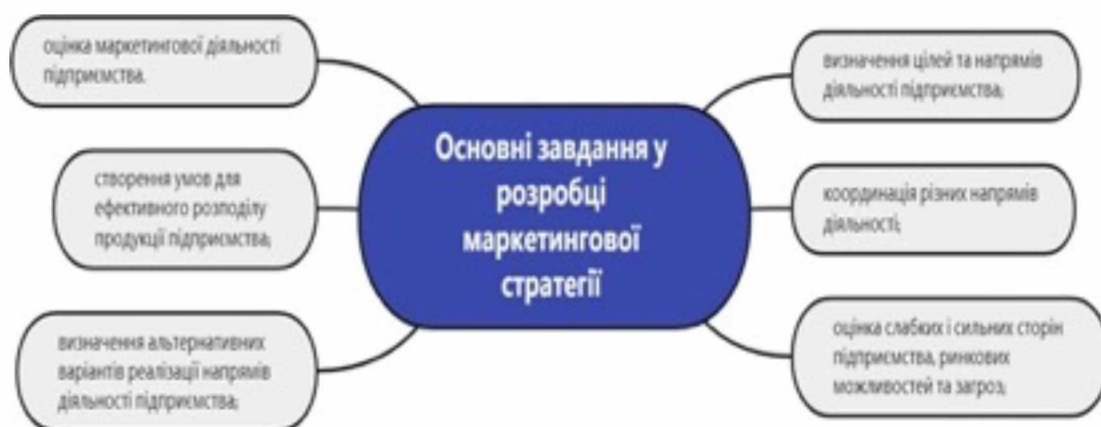 Основні завдання у
розробці
маркетингової
стратегії
визначення цілей та напрямів
діяльності підприємства;
координація різних напрямів
діяльності;
оцінка слабких і сильних сторін
підприємства, ринкових
можливостей та загроз;
визначення альтернативних
варіантів реалізації напрямів
діяльності підприємства;
створення умов для
ефективного розподілу
продукції підприємства;
оцінка маркетингової діяльності
підприємства.